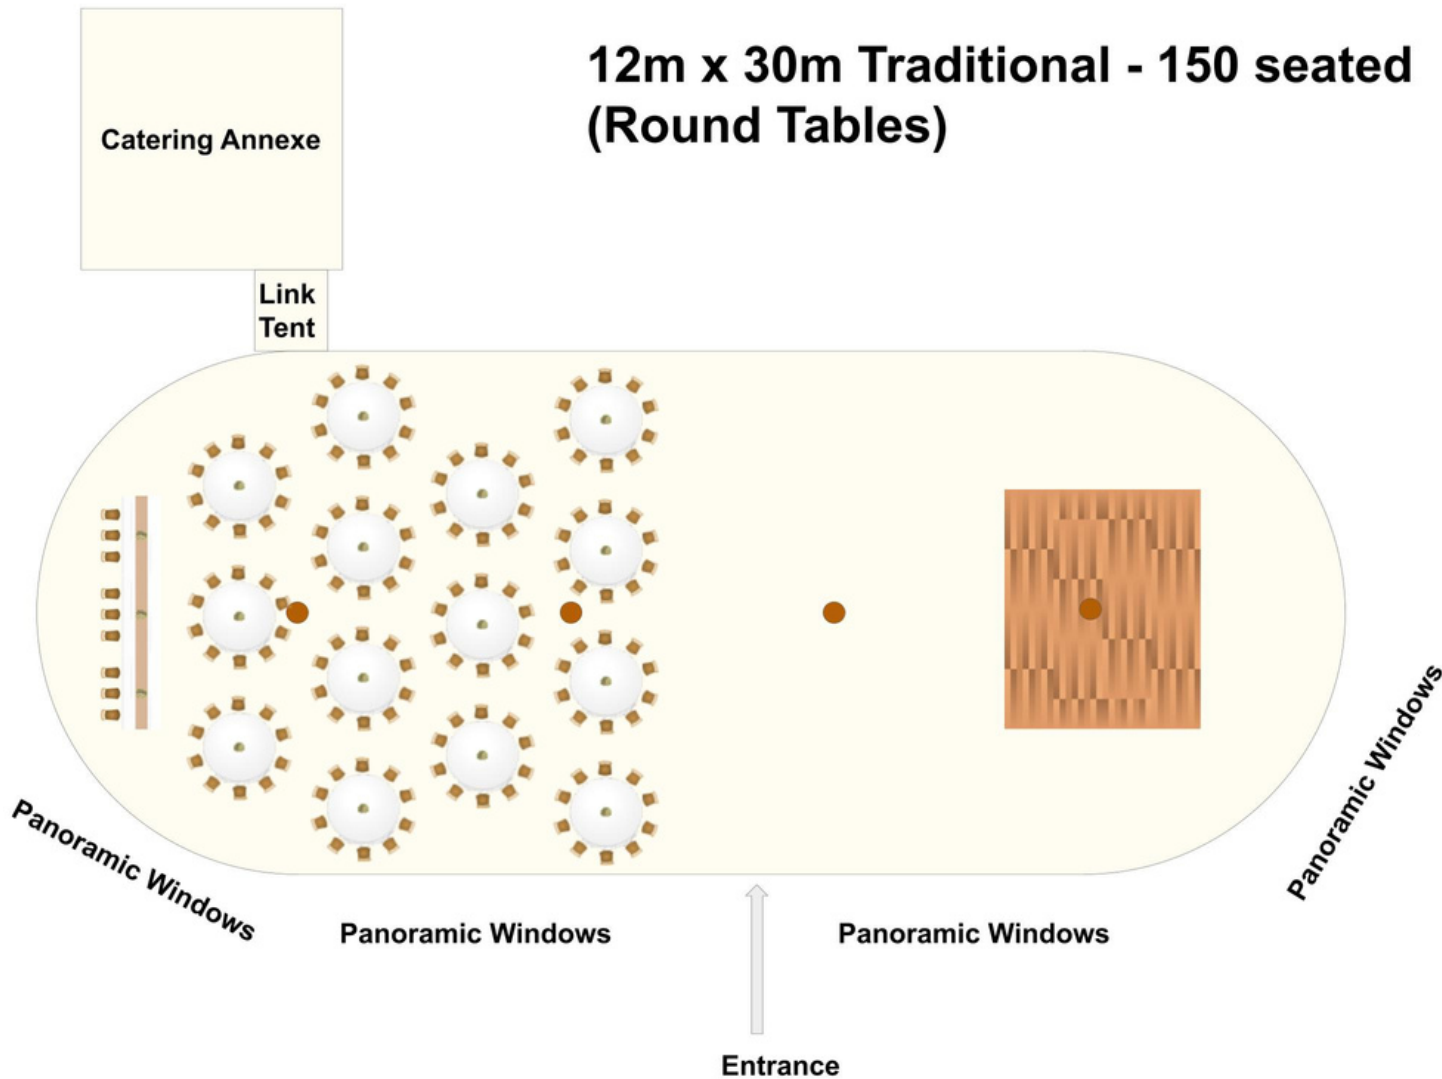 12m x 30m Traditional - 150 seated
(Round Tables)
Catering Annexe
Link
Tent
Panoramic Windows
Panoramic Windows
Panoramic Windows
Panoramic Windows
Entrance